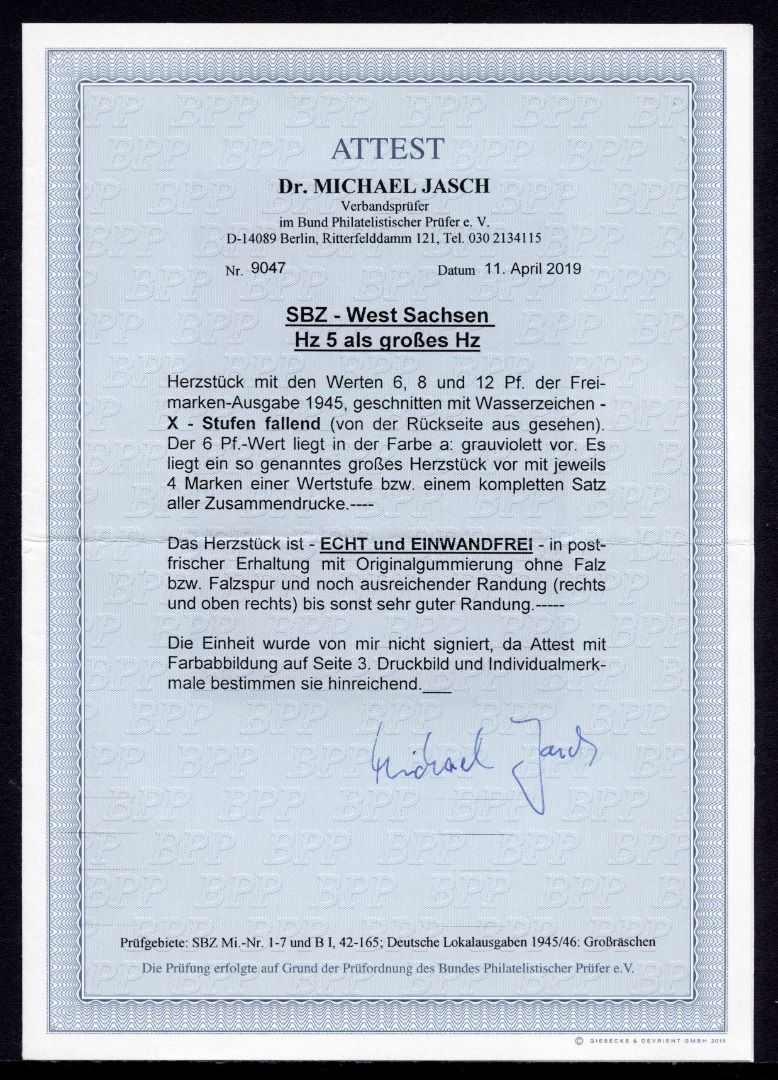 ATTEST
Dr. MICHAEL JASCH
Verbandsprüfer
im Bund Philatelistischer Prüfer e. V.
D-14089 Berlin, Ritterfelddamm 121, Tel. 030 2134115
Nr. 9047 Datum 11. April 2019
SBZ - West Sachsen
Hz 5 als großes Hz
Herzstück mit den Werten 6, 8 und 12 Pf. der Frei-
marken-Ausgabe 1945, geschnitten mit Wasserzeichen -
X - Stufen fallend (von der Rückseite aus gesehen).
Der 6 Pf.-Wert liegt in der Farbe a: grauviolett vor. Es
liegt ein so genanntes großes Herzstück vor mit jeweils
4 Marken einer Wertstufe bzw. einem kompletten Satz
aller Zusammendrucke.----
Das Herzstück ist - ECHT und EINWANDFREI - in post-
frischer Erhaltung mit Originalgummierung ohne Falz
bzw. Falzspur und noch ausreichender Randung (rechts
und oben rechts) bis sonst sehr guter Randung.-----
Die Einheit wurde von mir nicht signiert, da Attest mit
Farbabbildung auf Seite 3. Druckbild und Individualmerk-
male bestimmen sie hinreichend.___
Michael Jasch
Prüfgebiete: SBZ Mi.-Nr. 1-7 und B I, 42-165; Deutsche Lokalausgaben 1945/46: Großräschen
Die Prüfung erfolgte auf Grund der Prüfordnung des Bundes Philatelistischer Prüfer e.V.
© GIESECKE & DEVRIENT GMBH 2016